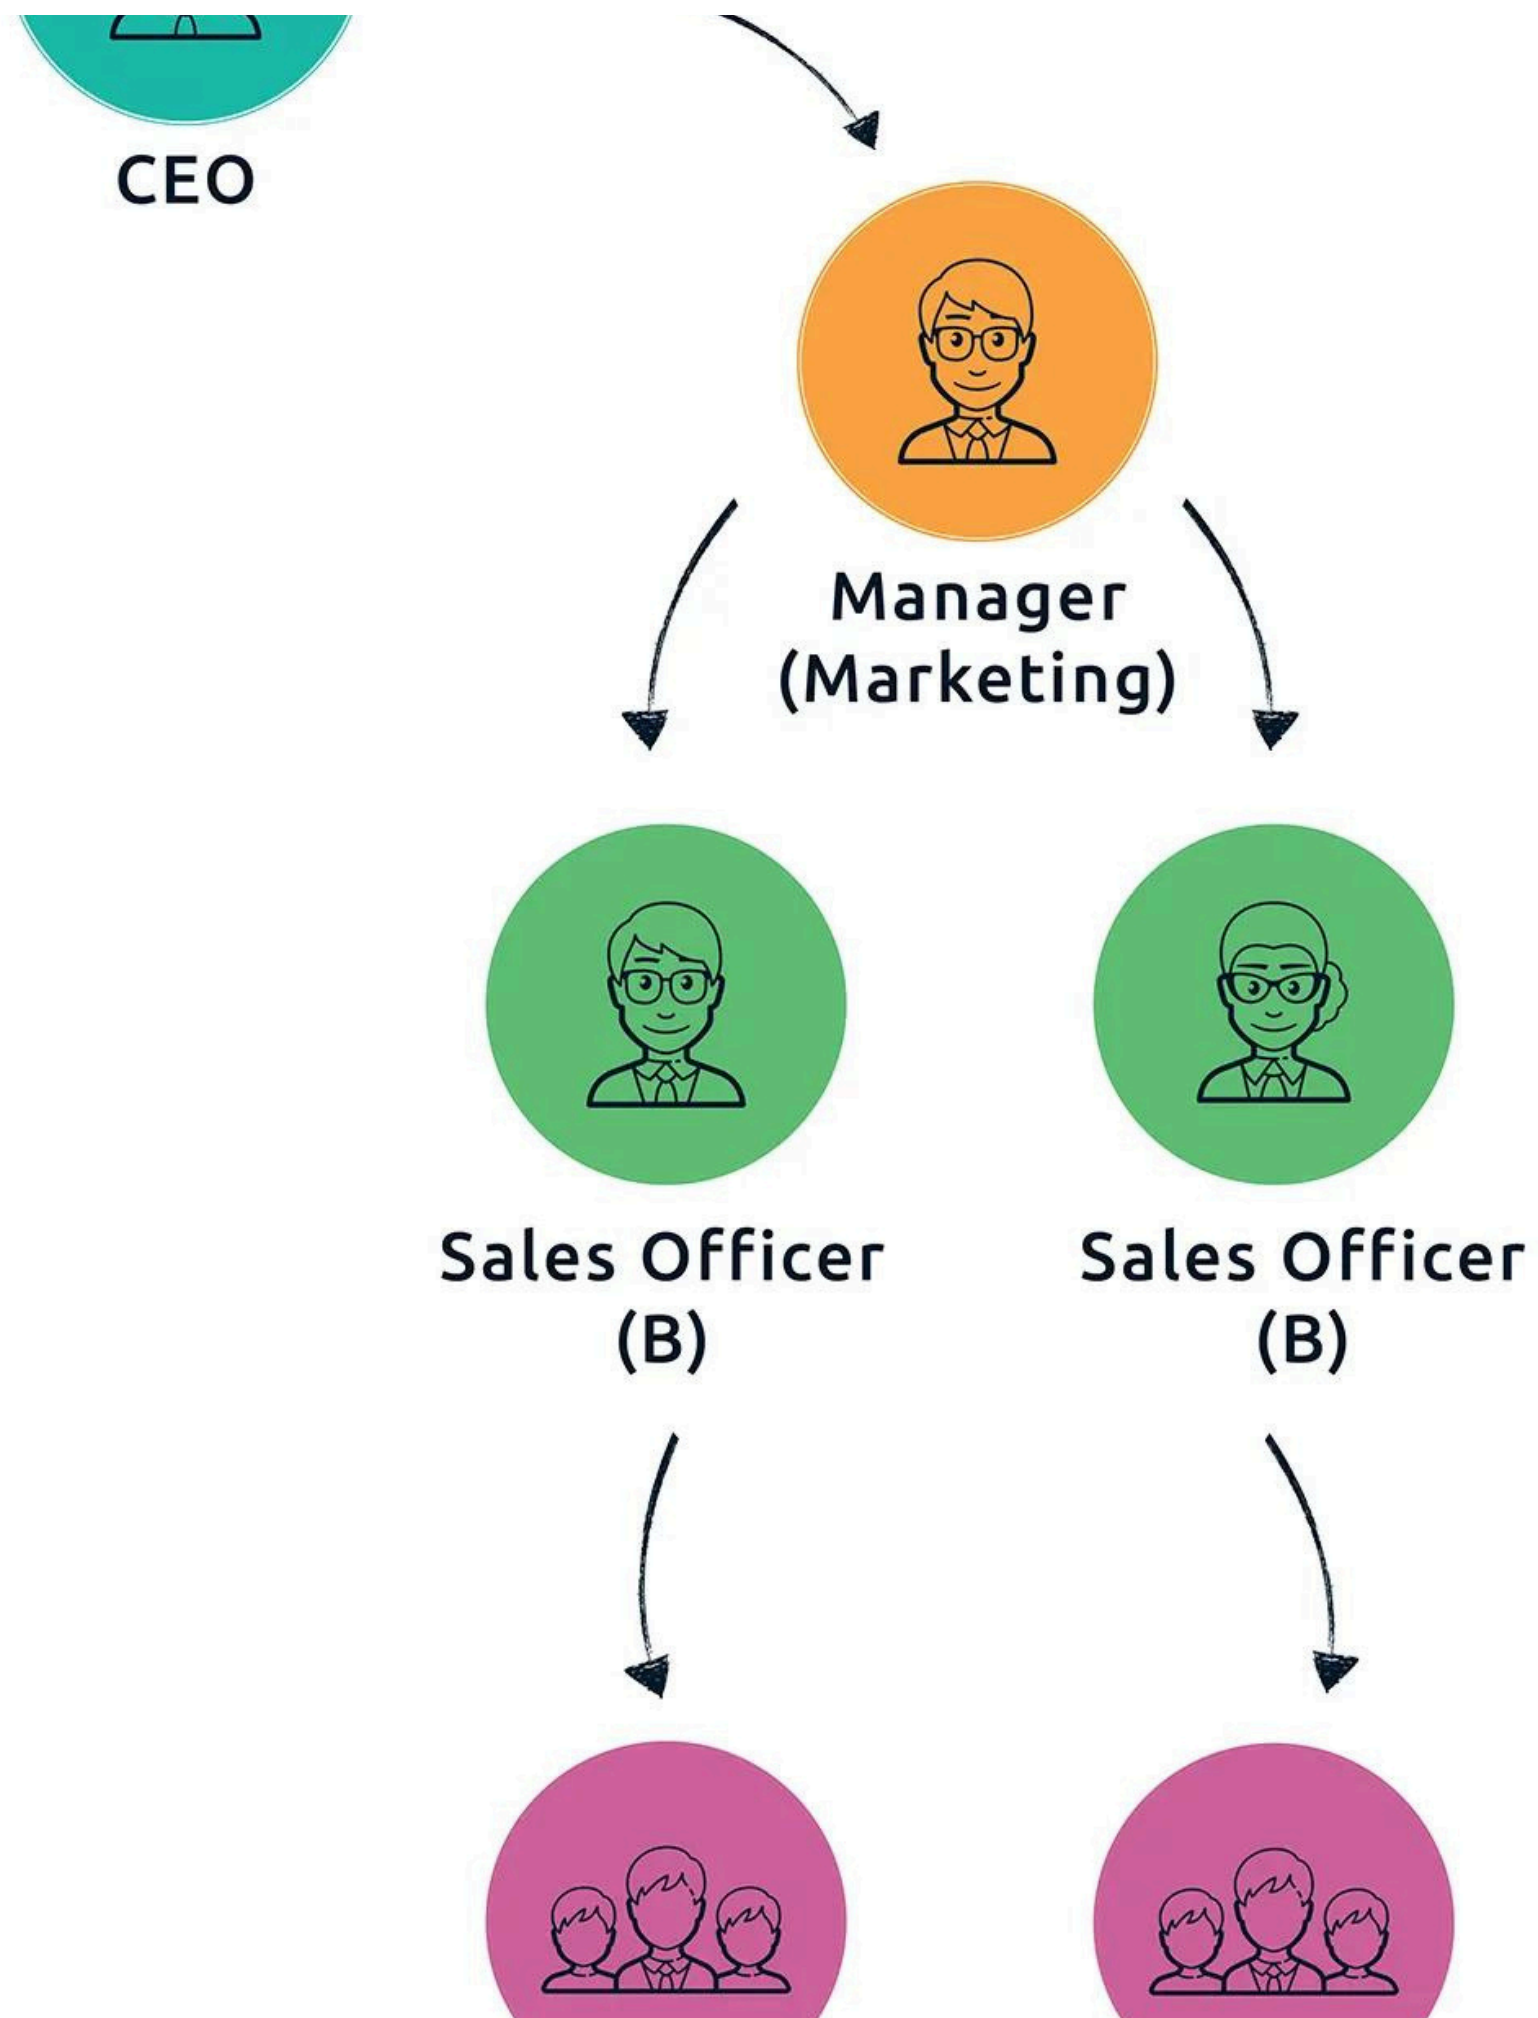 CEO
Manager
(Marketing)
Sales Officer
(B)
Sales Officer
(B)